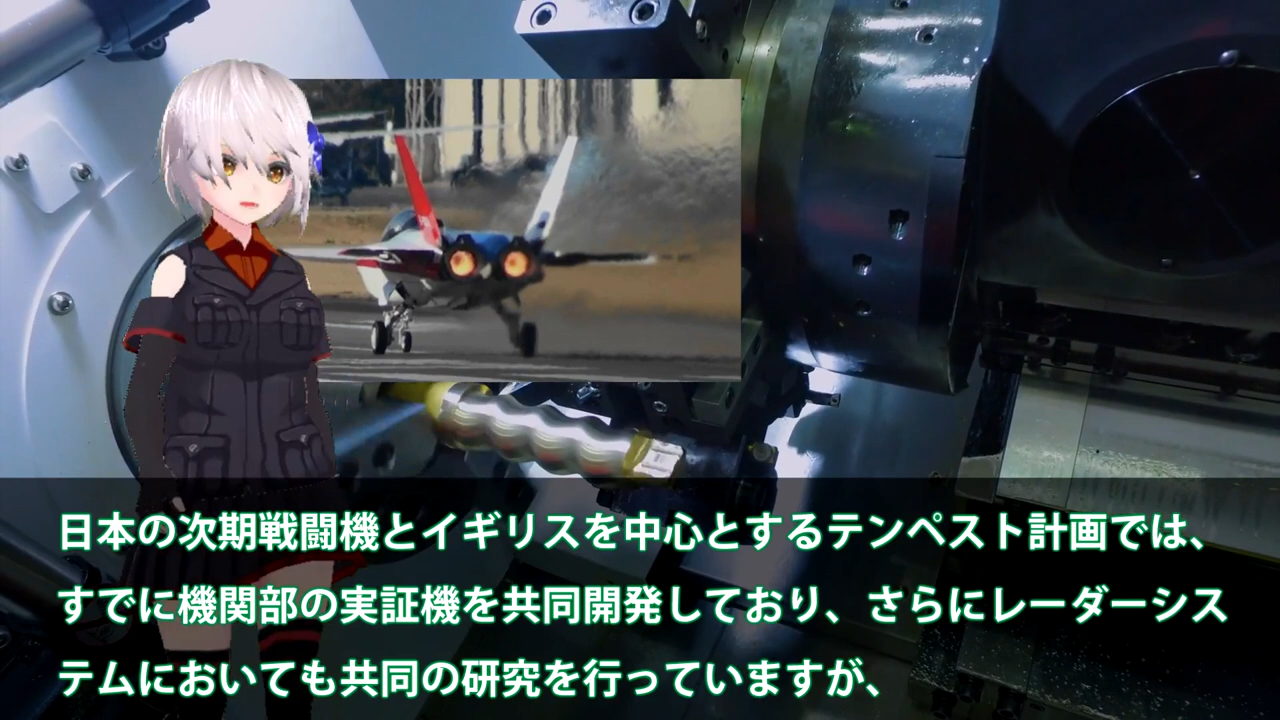 日本の次期戦闘機とイギリスを中心とするテンペスト計画では、
すでに機関部の実証機を共同開発しており、さらにレーダーシス
テムにおいても共同の研究を行っていますが、